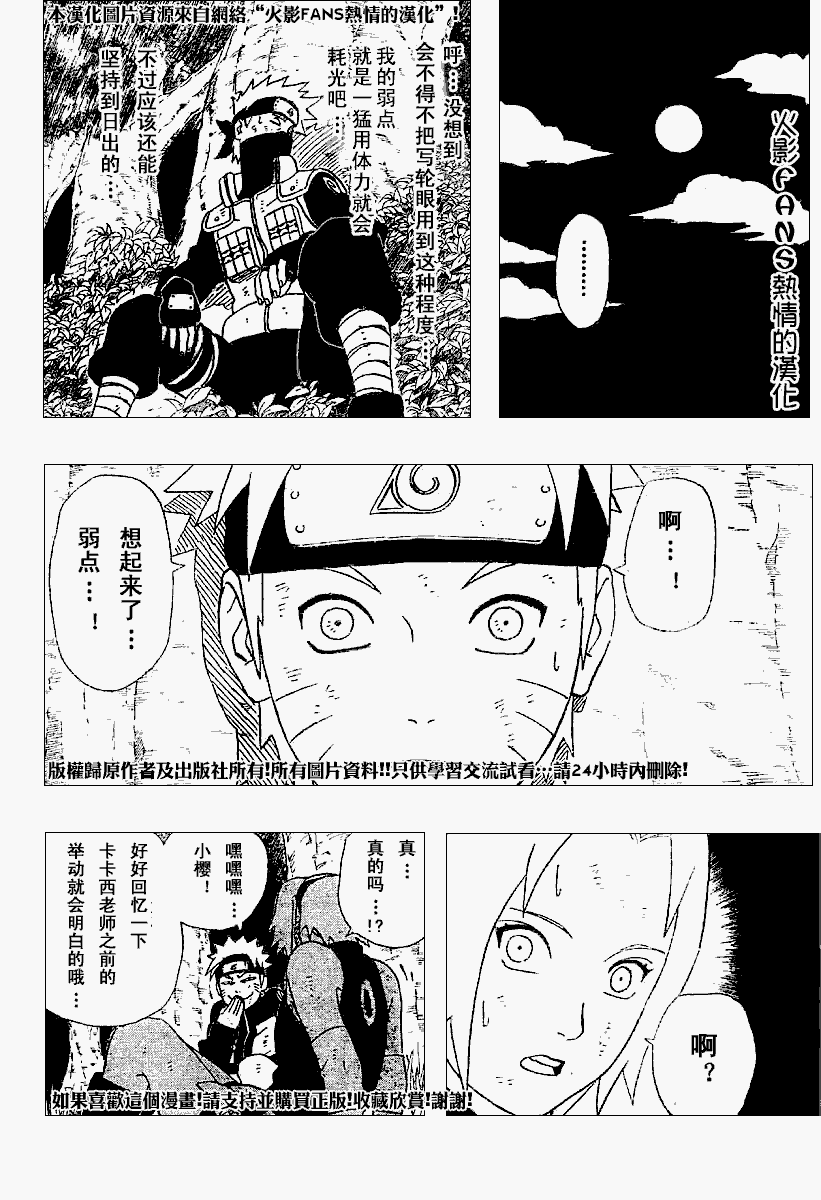 火影FANS熱情的漢化
………
本漢化圖片資源來自網絡“火影FANS熱情的漢化”!
呼…没想到
会不得不把写轮眼用到这种程度…
我的弱点
就是一猛用体力就会
耗光吧…
不过应该还能
坚持到日出的…
啊…!
想起来了…
弱点…!
版權歸原作者及出版社所有!所有圖片資料!!只供學習交流試看…請24小時內刪除!
啊?
真…
真的吗…!?
嘿嘿嘿…
小樱!
好好回忆一下
卡卡西老师之前的
举动就会明白的哦…
如果喜歡這個漫畫!請支持並購買正版!收藏欣賞!謝謝!